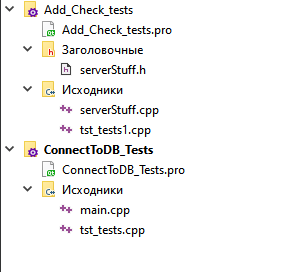 Add_Check_tests
Add_Check_tests.pro
Заголовочные
serverStuff.h
Исходники
serverStuff.cpp
tst_tests1.cpp
ConnectToDB_Tests
ConnectToDB_Tests.pro
Исходники
main.cpp
tst_tests.cpp